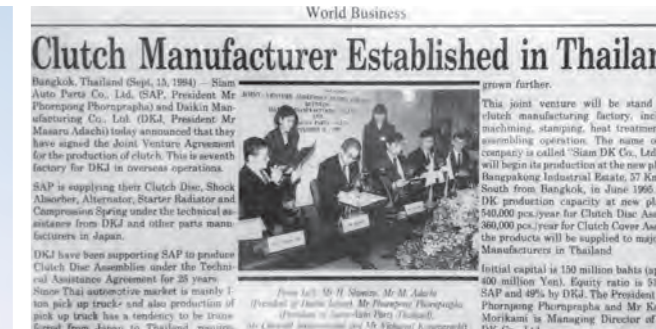 World Business
Clutch Manufacturer Established in Thailan
Bangkok, Thailand (Sept, 15, 1994) — Siam
Auto Parts Co., Ltd. (SAP, President Mr
Phornpong Phornprapha) and Daikin Man-
ufacturing Co., Ltd. (DKJ, President Mr
Masaru Adachi) today announced that they
have signed the Joint Venture Agreement
for the production of clutch. This is seventh
factory for DKJ in overseas operations.
SAP is supplying their Clutch Disc, Shock
Absorber, Alternator, Starter Radiator and
Compression Spring under the technical as-
sistance from DKJ and other parts manu-
facturers in Japan.
DKJ have been supporting SAP to produce
Clutch Disc Assemblies under the Techni-
cal Assistance Agreement for 25 years.
Since Thai automotive market is mainly 1-
ton pick up trucks and also production of
pick up truck has a tendency to be trans-
From left: Mr H. Mr. M. Adachi
grown further.
This joint venture will be stand
clutch manufacturing factory, incl
machining, stamping, heat treatmen
assembling operation. The name o
company is called "Siam DK Co., Ltd
will begin its production at the new pl
Bangpakong Industrial Estate, 57 Km
South from Bangkok, in June 1995.
DK production capacity at new pl
540,000 pcs./year for Clutch Disc Ass
360,000 pcs./year for Clutch Cover Ass
the products will be supplied to majo
Manufacturers in Thailand
Initial capital is 150 million bahts (ap
400 million Yen). Equity ratio is 51
SAP and 49% by DKJ. The President
Phornpong Phornprapha and Mr K
Morikami is Managing Director of